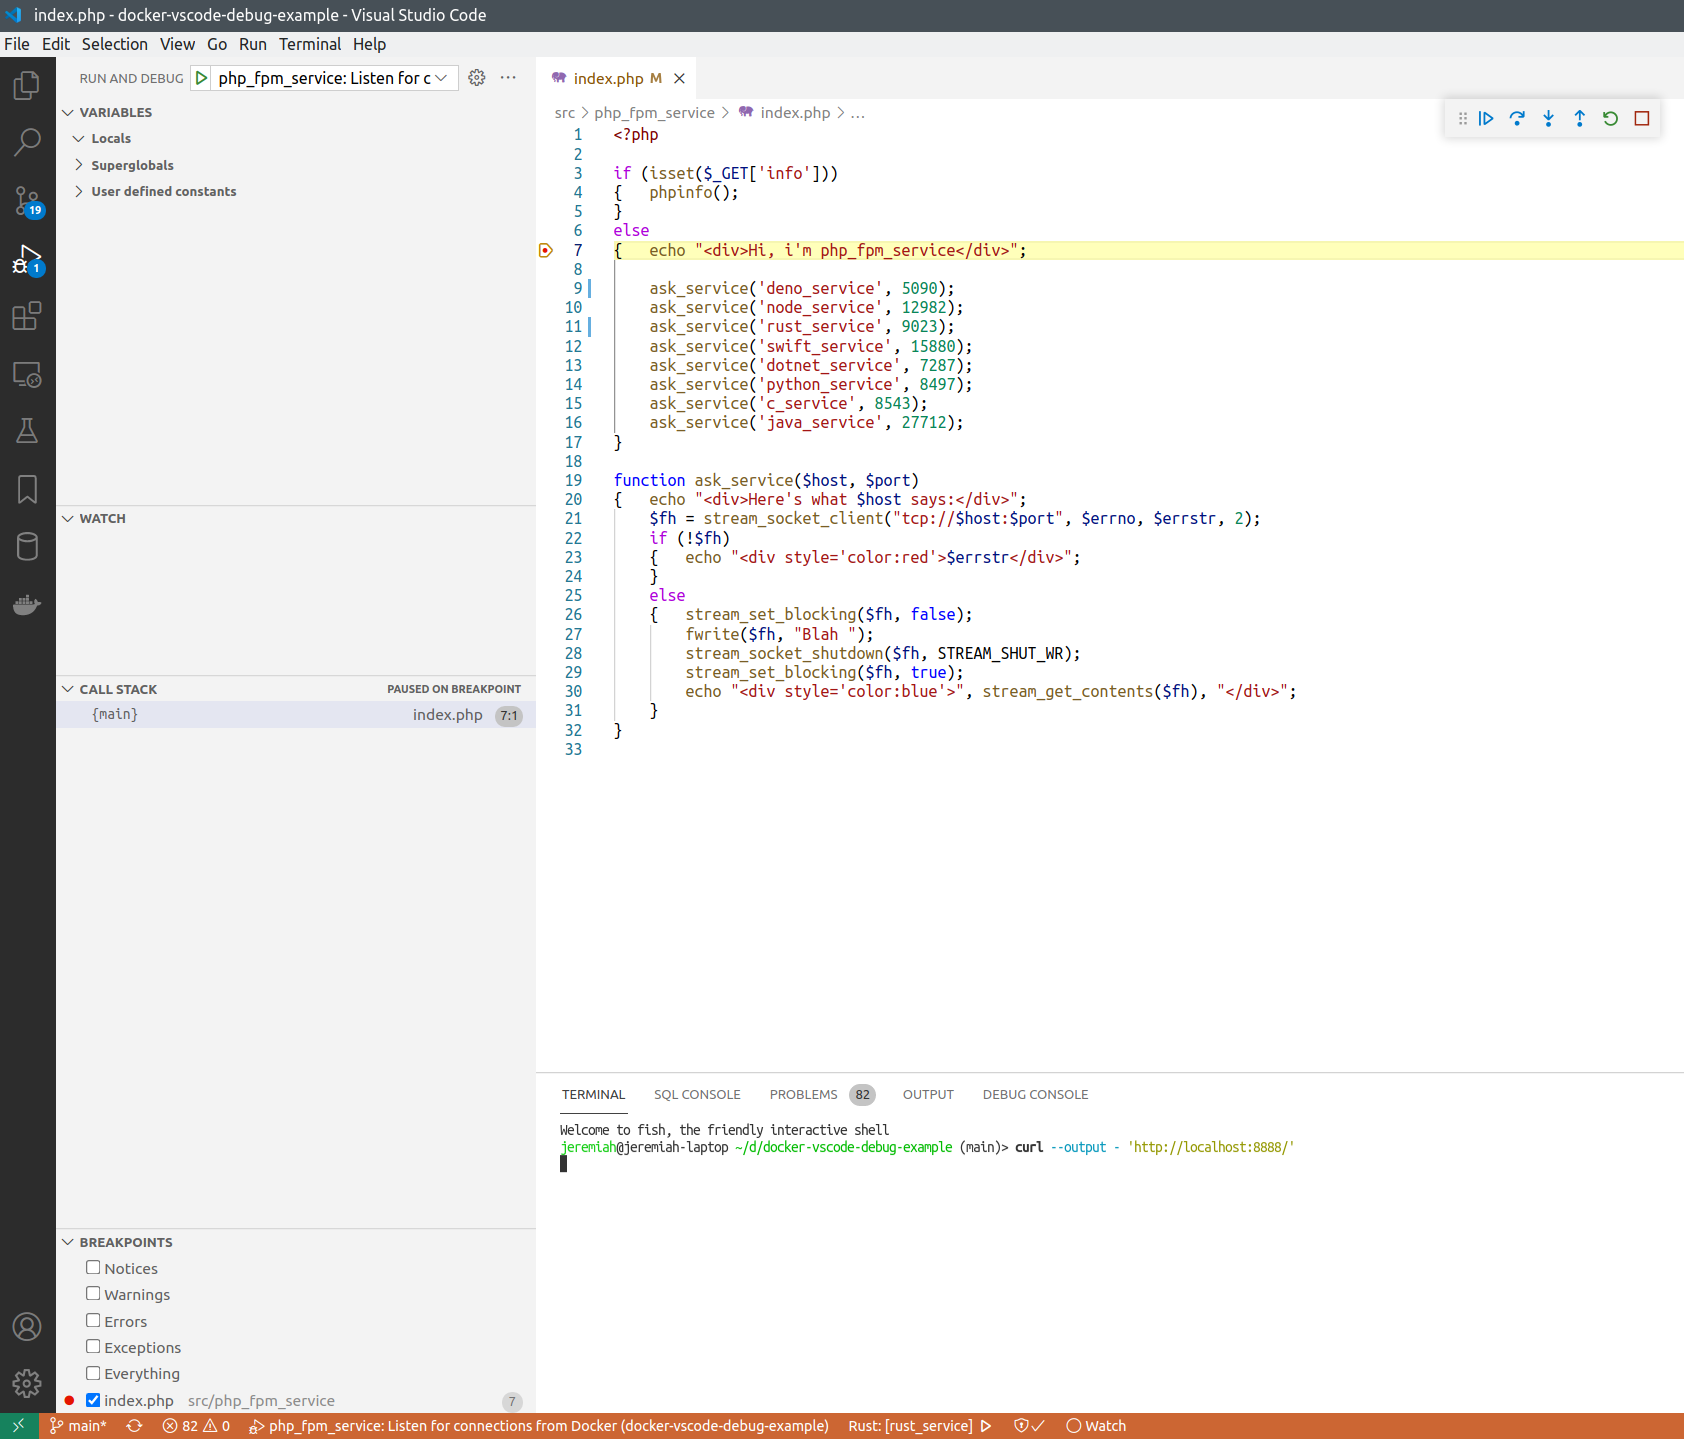 index.php - docker-vscode-debug-example - Visual Studio Code
File Edit Selection View Go Run Terminal Help
RUN AND DEBUG php_fpm_service: Listen for c
VARIABLES
Locals
Superglobals
User defined constants
WATCH
CALL STACK PAUSED ON BREAKPOINT
{main} index.php 7:1
BREAKPOINTS
Notices
Warnings
Errors
Exceptions
Everything
index.php src/php_fpm_service 7
19
1
index.php M
src > php_fpm_service > index.php > ...
1 <?php
2
3 if (isset($_GET['info']))
4 {   phpinfo();
5 }
6 else
7 {   echo "<div>Hi, i'm php_fpm_service</div>";
8
9     ask_service('deno_service', 5090);
10     ask_service('node_service', 12982);
11     ask_service('rust_service', 9023);
12     ask_service('swift_service', 15880);
13     ask_service('dotnet_service', 7287);
14     ask_service('python_service', 8497);
15     ask_service('c_service', 8543);
16     ask_service('java_service', 27712);
17 }
18
19 function ask_service($host, $port)
20 {   echo "<div>Here's what $host says:</div>";
21     $fh = stream_socket_client("tcp://$host:$port", $errno, $errstr, 2);
22     if (!$fh)
23     {   echo "<div style='color:red'>$errstr</div>";
24     }
25     else
26     {   stream_set_blocking($fh, false);
27         fwrite($fh, "Blah ");
28         stream_socket_shutdown($fh, STREAM_SHUT_WR);
29         stream_set_blocking($fh, true);
30         echo "<div style='color:blue'>", stream_get_contents($fh), "</div>";
31     }
32 }
33
TERMINAL SQL CONSOLE PROBLEMS 82 OUTPUT DEBUG CONSOLE
Welcome to fish, the friendly interactive shell
jeremiah@jeremiah-laptop ~/d/docker-vscode-debug-example (main)> curl --output - 'http://localhost:8888/'
main* 82 0 php_fpm_service: Listen for connections from Docker (docker-vscode-debug-example) Rust: [rust_service] Watch